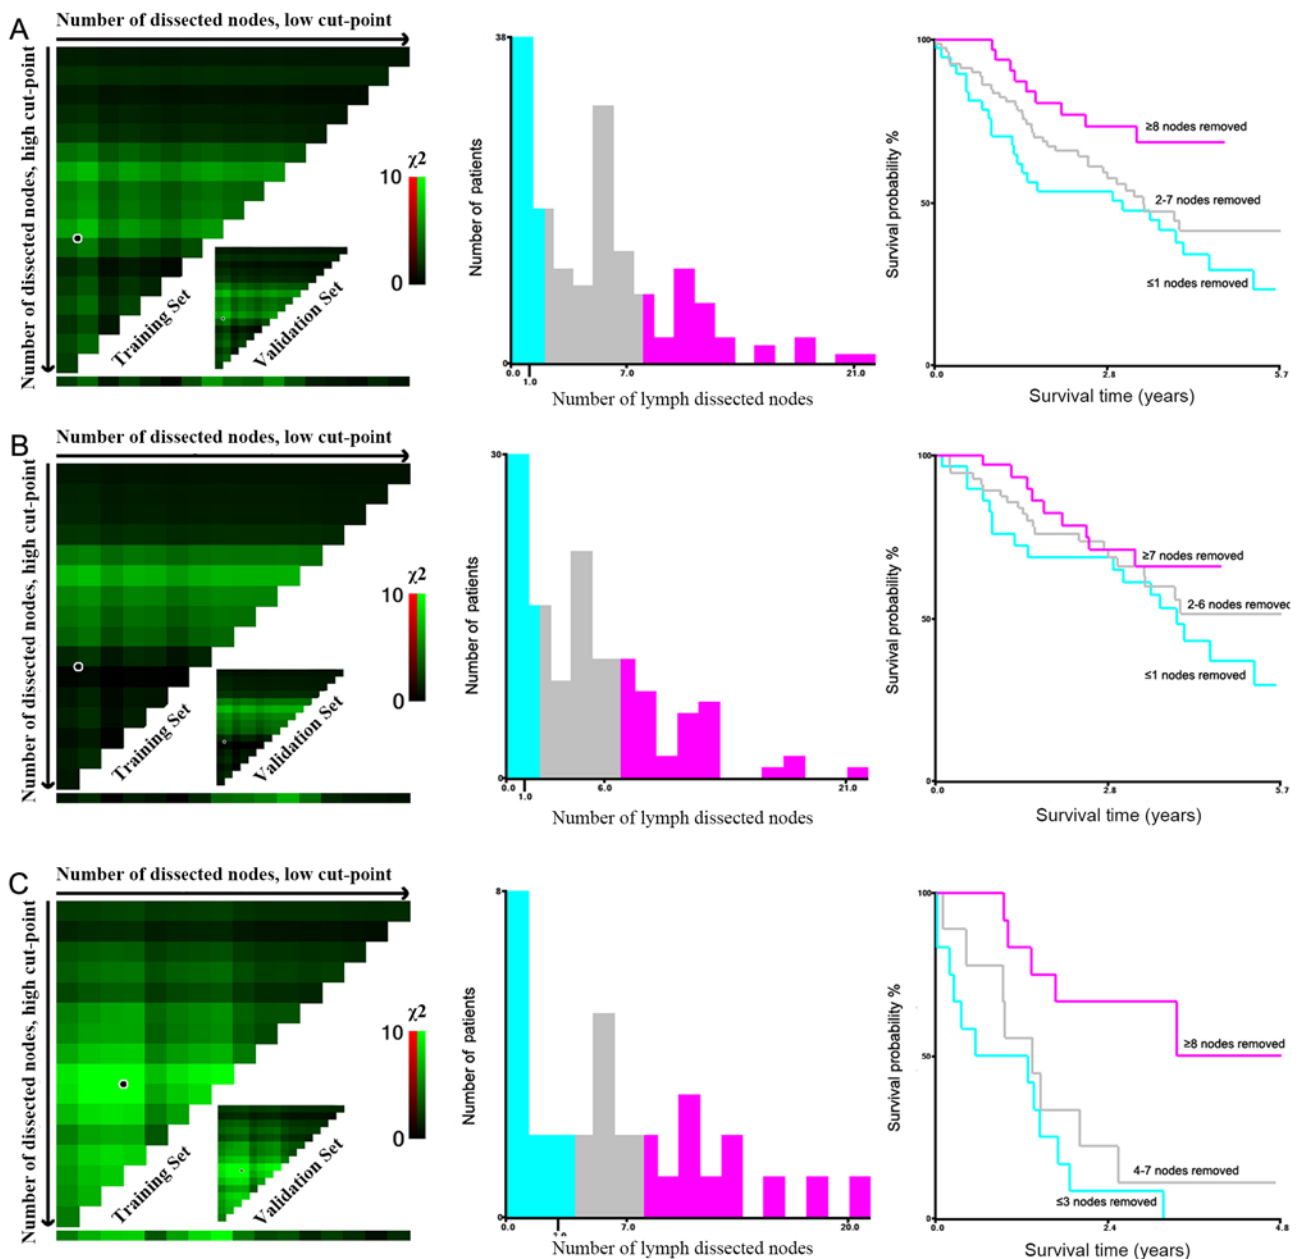 A
Number of dissected nodes, low cut-point
Number of dissected nodes, high cut-point
Training Set
Validation Set
χ2
10
0
38
0
Number of patients
0.0
1.0
7.0
21.0
Number of lymph dissected nodes
100
50
0
Survival probability %
≥8 nodes removed
2-7 nodes removed
≤1 nodes removed
0.0
2.8
5.7
Survival time (years)
B
Number of dissected nodes, low cut-point
Number of dissected nodes, high cut-point
Training Set
Validation Set
χ2
10
0
30
0
Number of patients
0.0
1.0
6.0
21.0
Number of lymph dissected nodes
100
50
0
Survival probability %
≥7 nodes removed
2-6 nodes removed
≤1 nodes removed
0.0
2.8
5.7
Survival time (years)
C
Number of dissected nodes, low cut-point
Number of dissected nodes, high cut-point
Training Set
Validation Set
χ2
10
0
8
0
Number of patients
0.0
7.0
20.0
Number of lymph dissected nodes
100
50
0
Survival probability %
≥8 nodes removed
4-7 nodes removed
≤3 nodes removed
0.0
2.4
4.8
Survival time (years)